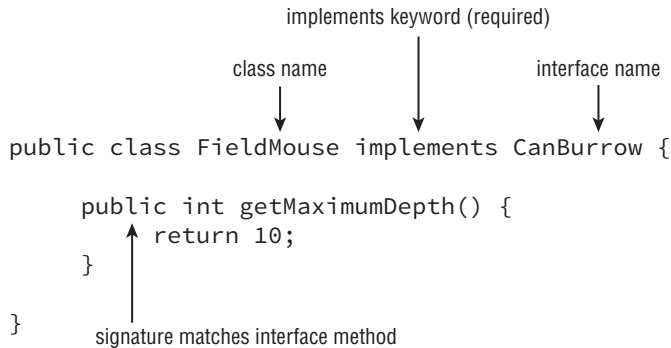 implements keyword (required)
class name
interface name
public class FieldMouse implements CanBurrow {
public int getMaximumDepth() {
return 10;
}
}
signature matches interface method